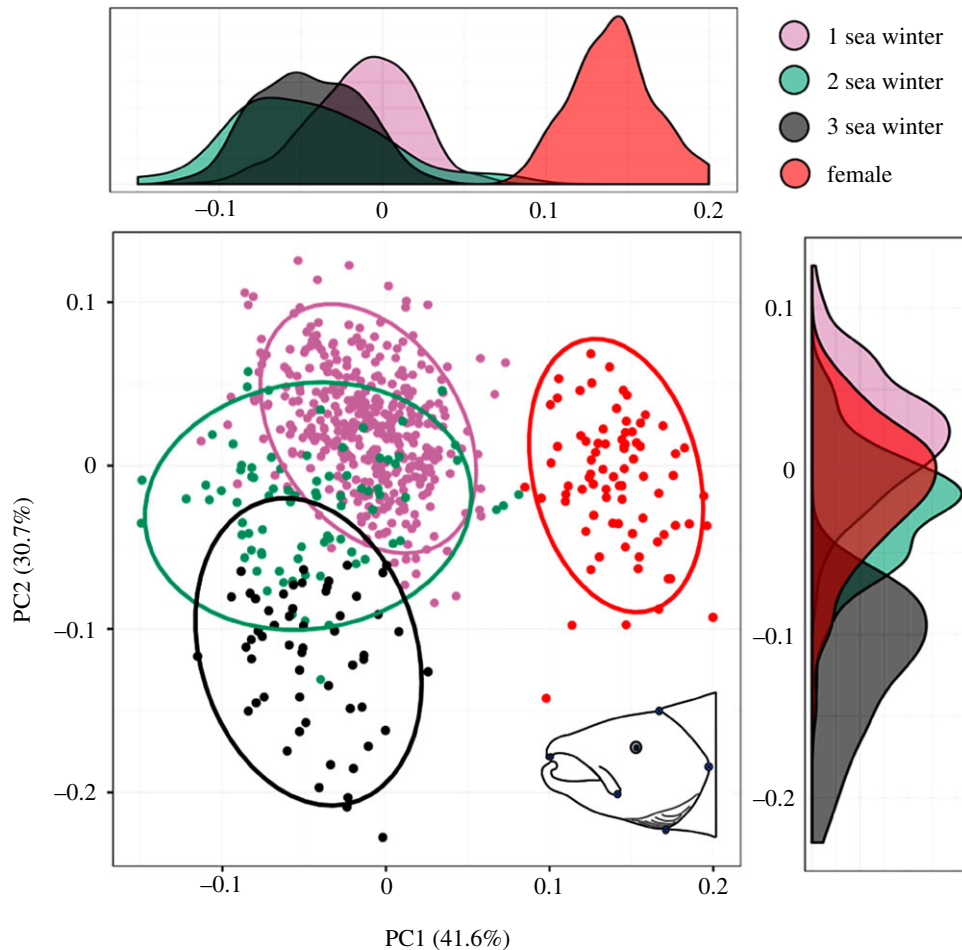 1 sea winter
2 sea winter
3 sea winter
female
–0.1 0 0.1 0.2
0.1
0
–0.1
–0.2
PC2 (30.7%)
0.1
0
–0.1
–0.2
–0.1 0 0.1 0.2
PC1 (41.6%)